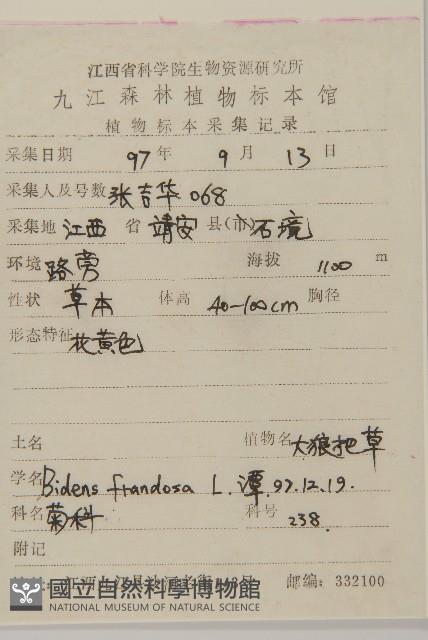 江西省科学院生物资源研究所
九江森林植物标本馆
植物标本采集记录
采集日期 97年 9月 13日
采集人及号数 张吉华 068
采集地 江西 省 靖安 县(市) 石境
环境 路旁 海拔 1100 m
性状 草本 体高 40-100cm 胸径
形态特征 花黄色
土名 植物名 大狼把草
学名 Bidens frandosa L. 谭.97.12.19.
科名 菊科 科号 238.
附记
邮编: 332100
國立自然科學博物館
NATIONAL MUSEUM OF NATURAL SCIENCE